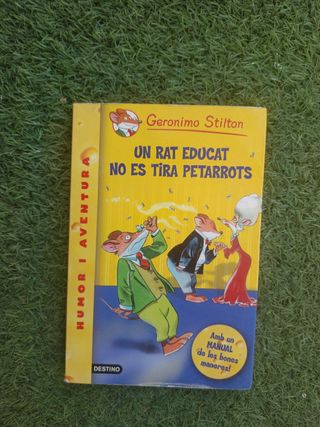 Geronimo Stilton
UN RAT EDUCAT
NO ES TIRA PETARROTS
HUMOR I AVENTURA
Amb un
MANUAL
de les bones
maneres!
DESTINO